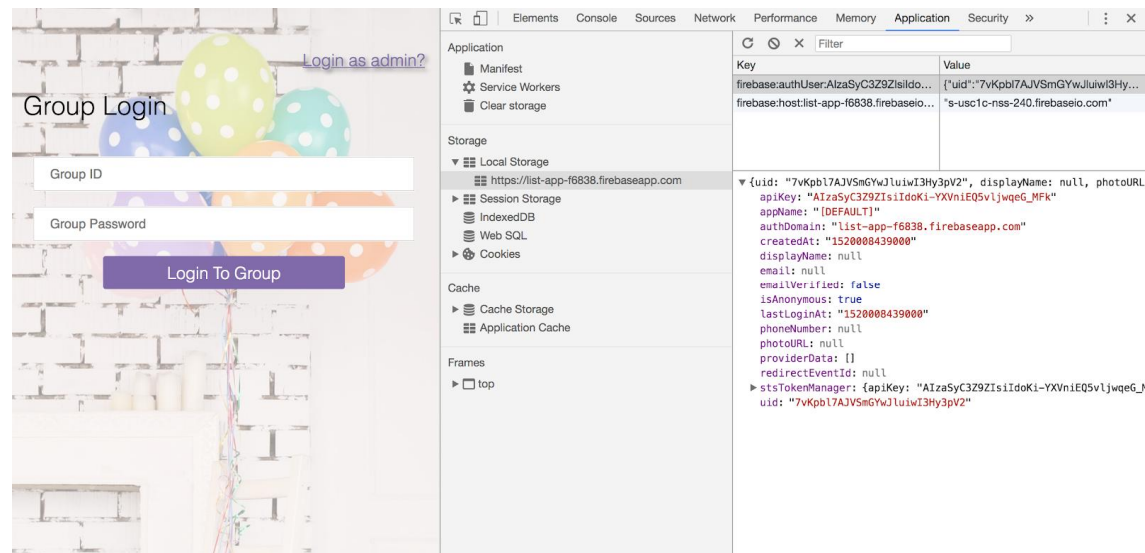 Login as admin?
Group Login
Group ID
Group Password
Login To Group
Elements Console Sources Network Performance Memory Application Security »
Application
Manifest
Service Workers
Clear storage
Storage
Local Storage
https://list-app-f6838.firebaseapp.com
Session Storage
IndexedDB
Web SQL
Cookies
Cache
Cache Storage
Application Cache
Frames
top
Filter
Key Value
firebase:authUser:AIzaSyC3Z9ZIsiIdo... {"uid":"7vKpbl7AJVSmGYwJluiwI3Hy...
firebase:host:list-app-f6838.firebaseio... "s-usc1c-nss-240.firebaseio.com"
{uid: "7vKpbl7AJVSmGYwJluiwI3Hy3pV2", displayName: null, photoURL
apiKey: "AIzaSyC3Z9ZIsiIdoKi-YXVniEQ5vljwqeG_MFk"
appName: "[DEFAULT]"
authDomain: "list-app-f6838.firebaseapp.com"
createdAt: "1520008439000"
displayName: null
email: null
emailVerified: false
isAnonymous: true
lastLoginAt: "1520008439000"
phoneNumber: null
photoURL: null
providerData: []
redirectEventId: null
stsTokenManager: {apiKey: "AIzaSyC3Z9ZIsiIdoKi-YXVniEQ5vljwqeG_M
uid: "7vKpbl7AJVSmGYwJluiwI3Hy3pV2"